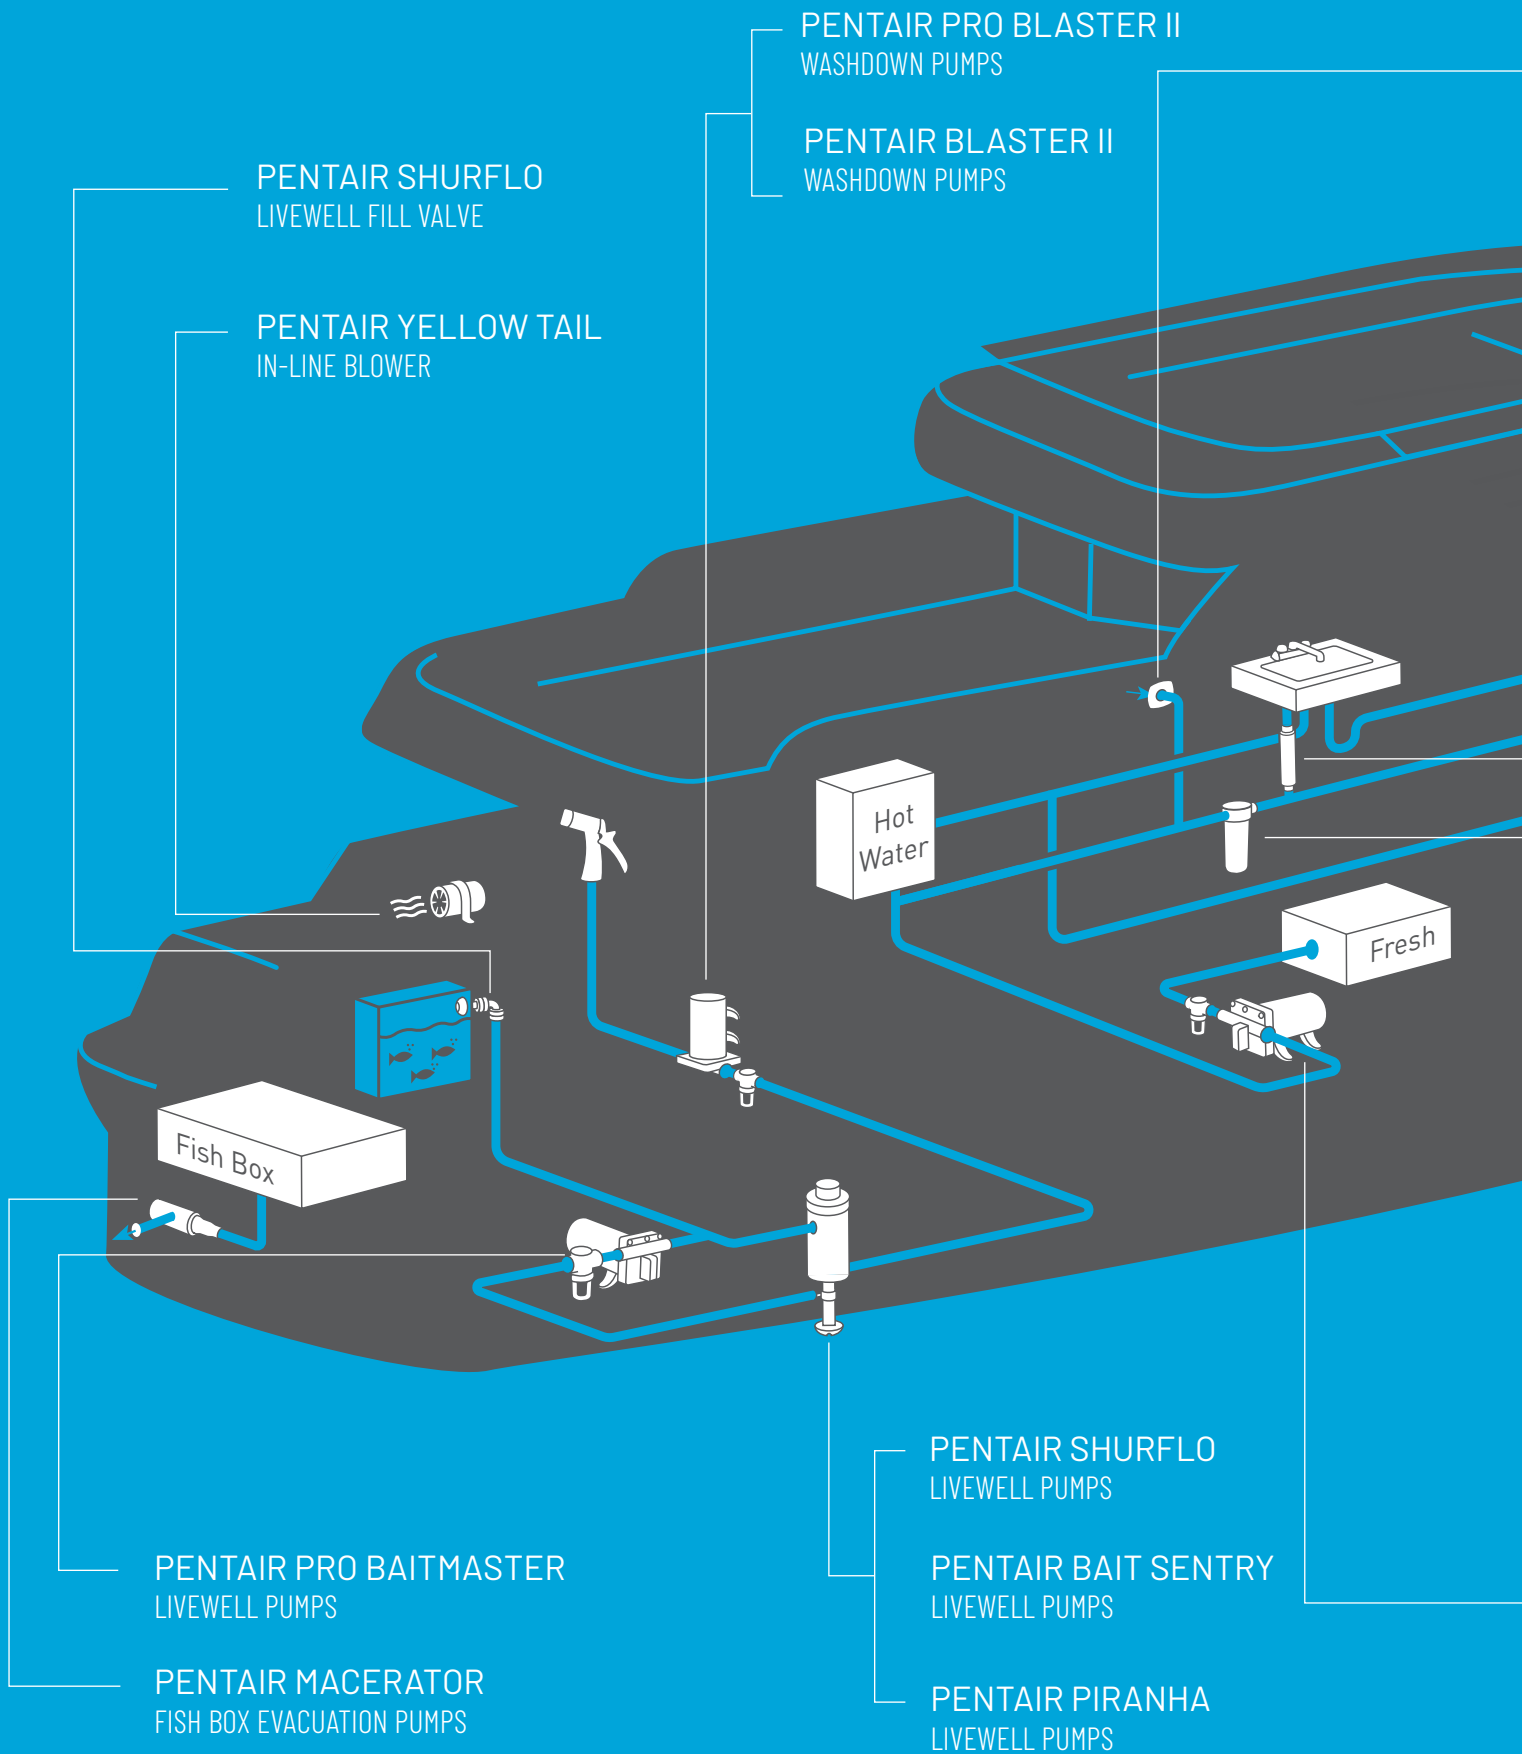 PENTAIR PRO BLASTER II
WASHDOWN PUMPS
PENTAIR BLASTER II
WASHDOWN PUMPS
PENTAIR SHURFLO
LIVEWELL FILL VALVE
PENTAIR YELLOW TAIL
IN-LINE BLOWER
Hot
Water
Fresh
Fish Box
PENTAIR SHURFLO
LIVEWELL PUMPS
PENTAIR BAIT SENTRY
LIVEWELL PUMPS
PENTAIR PIRANHA
LIVEWELL PUMPS
PENTAIR PRO BAITMASTER
LIVEWELL PUMPS
PENTAIR MACERATOR
FISH BOX EVACUATION PUMPS